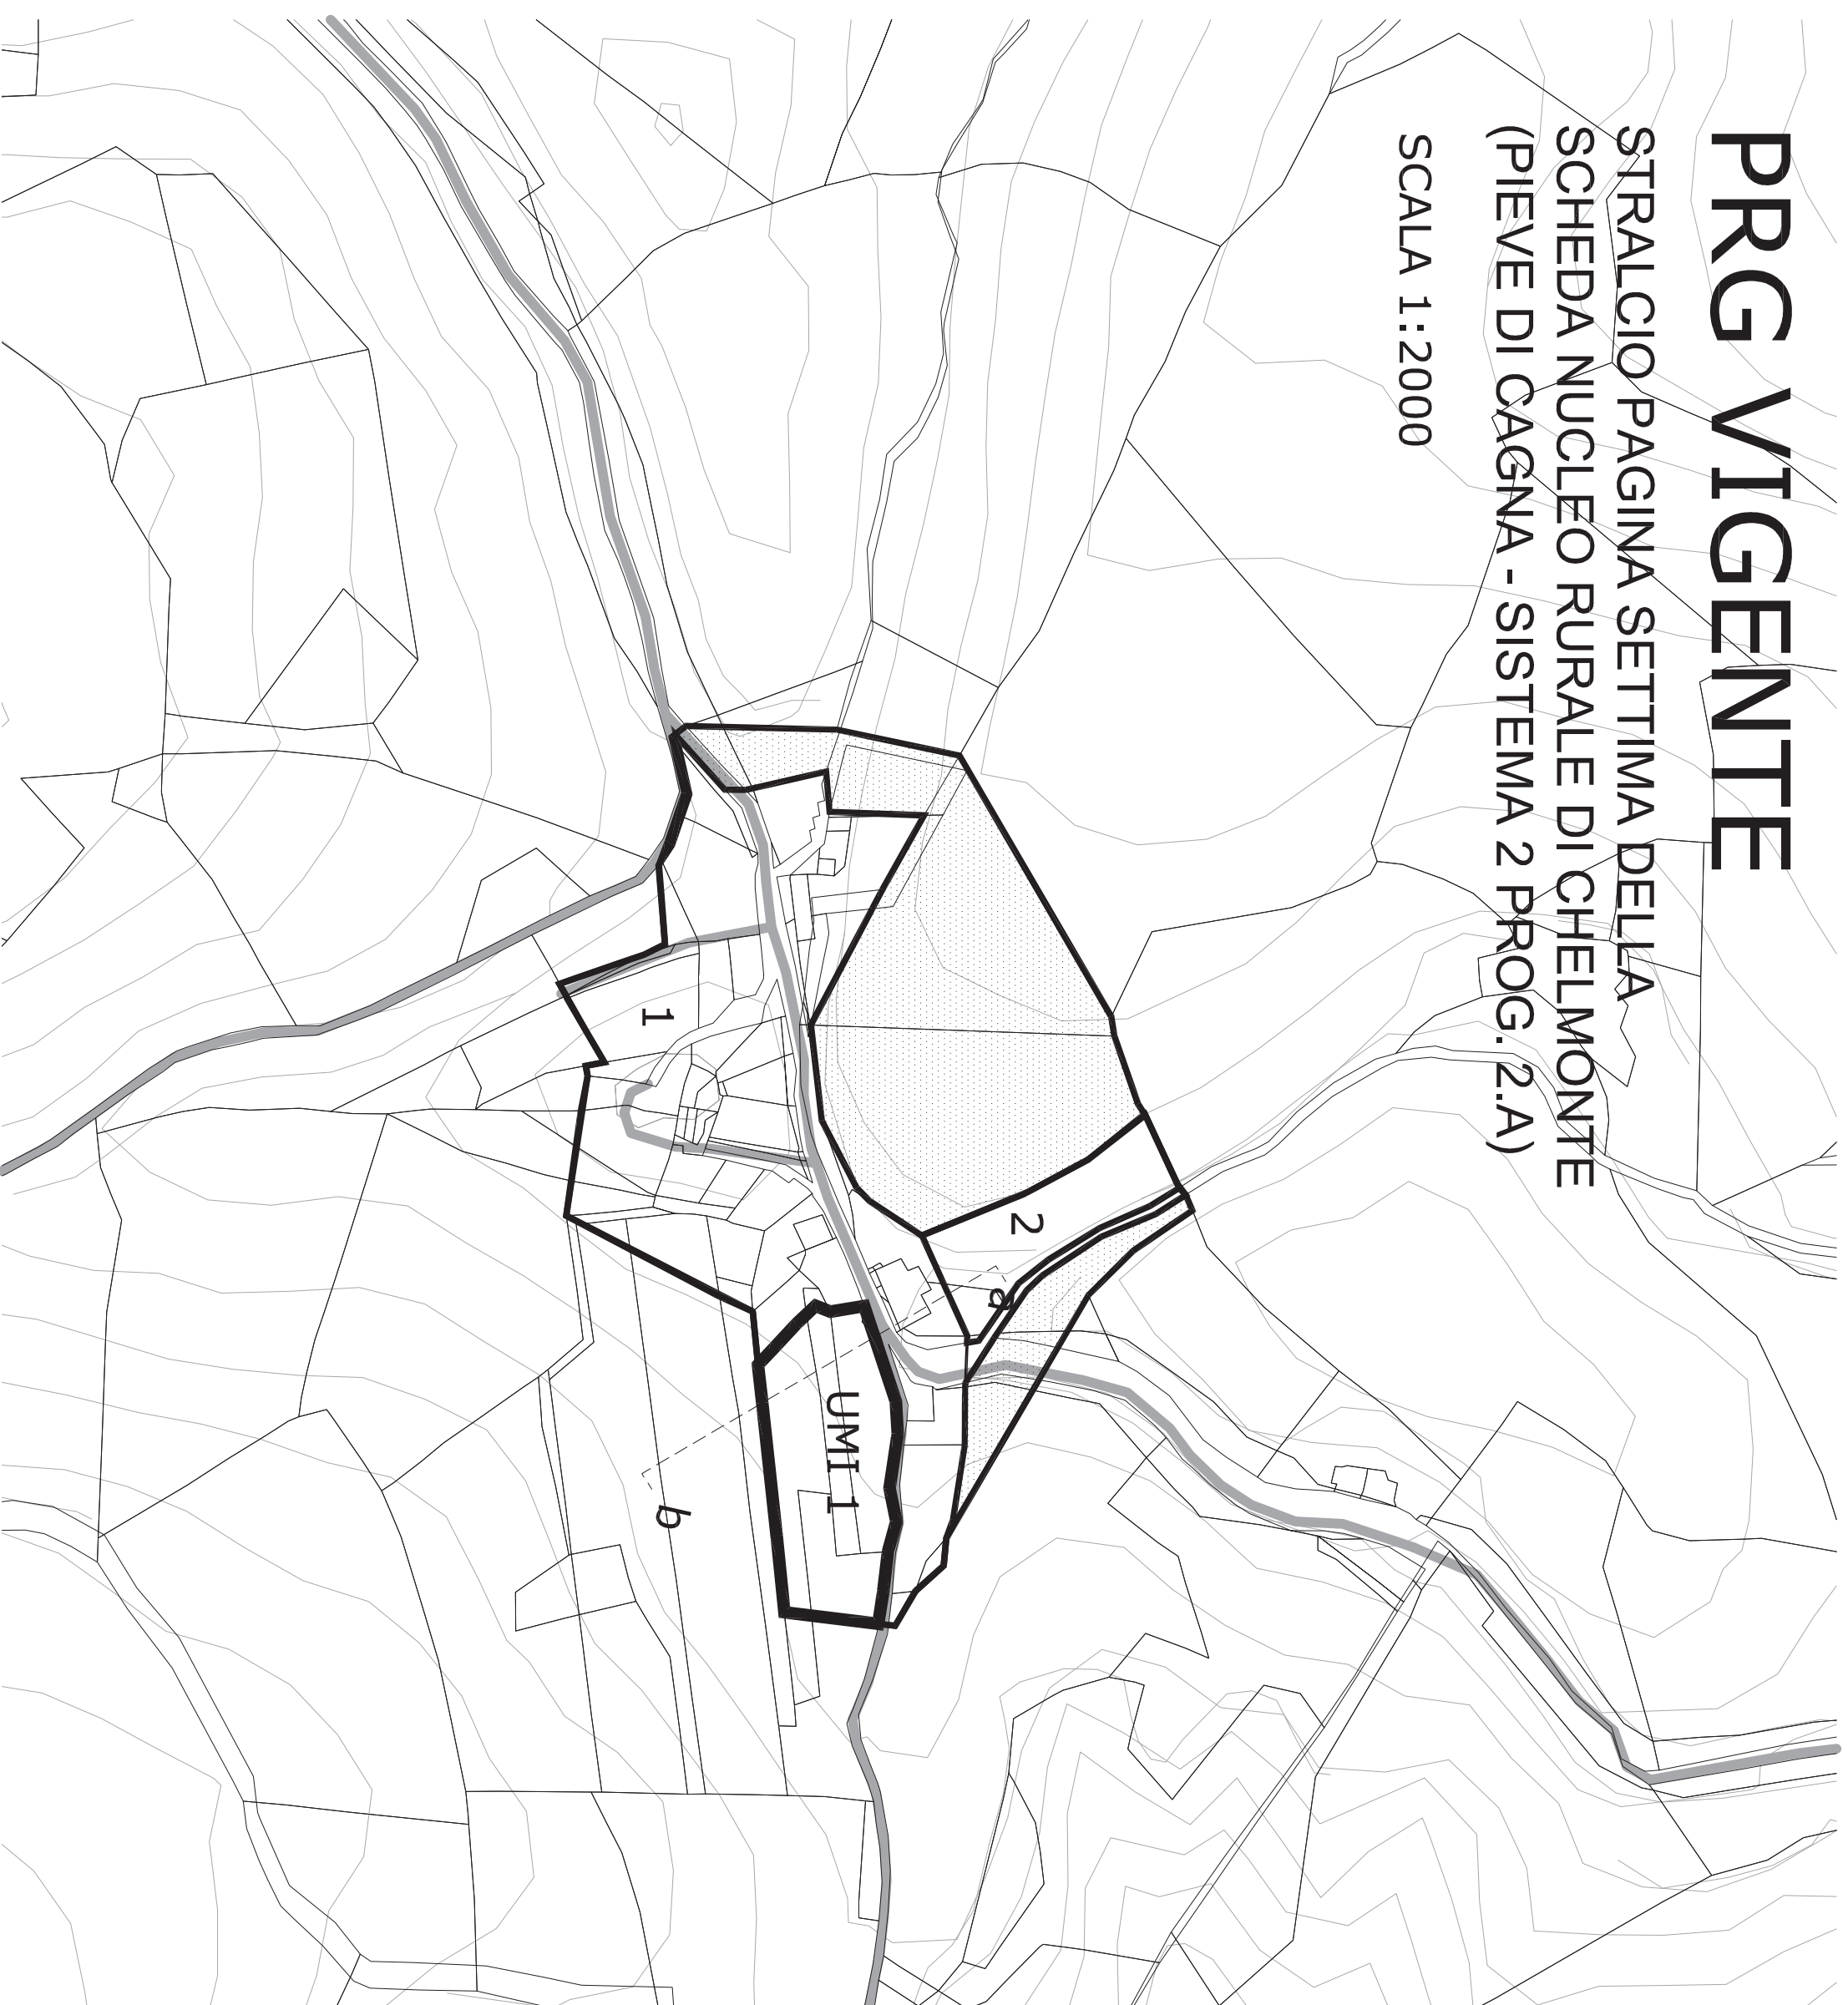 PRG VIGENTE
STRALCIO PAGINA SETTIMA DELLA
SCHEDA NUCLEO RURALE DI CHELMONTE
(PIEVE DI CAGNA - SISTEMA 2 PROG. 2.A)
SCALA 1:2000
2
a
UMI 1
b
1